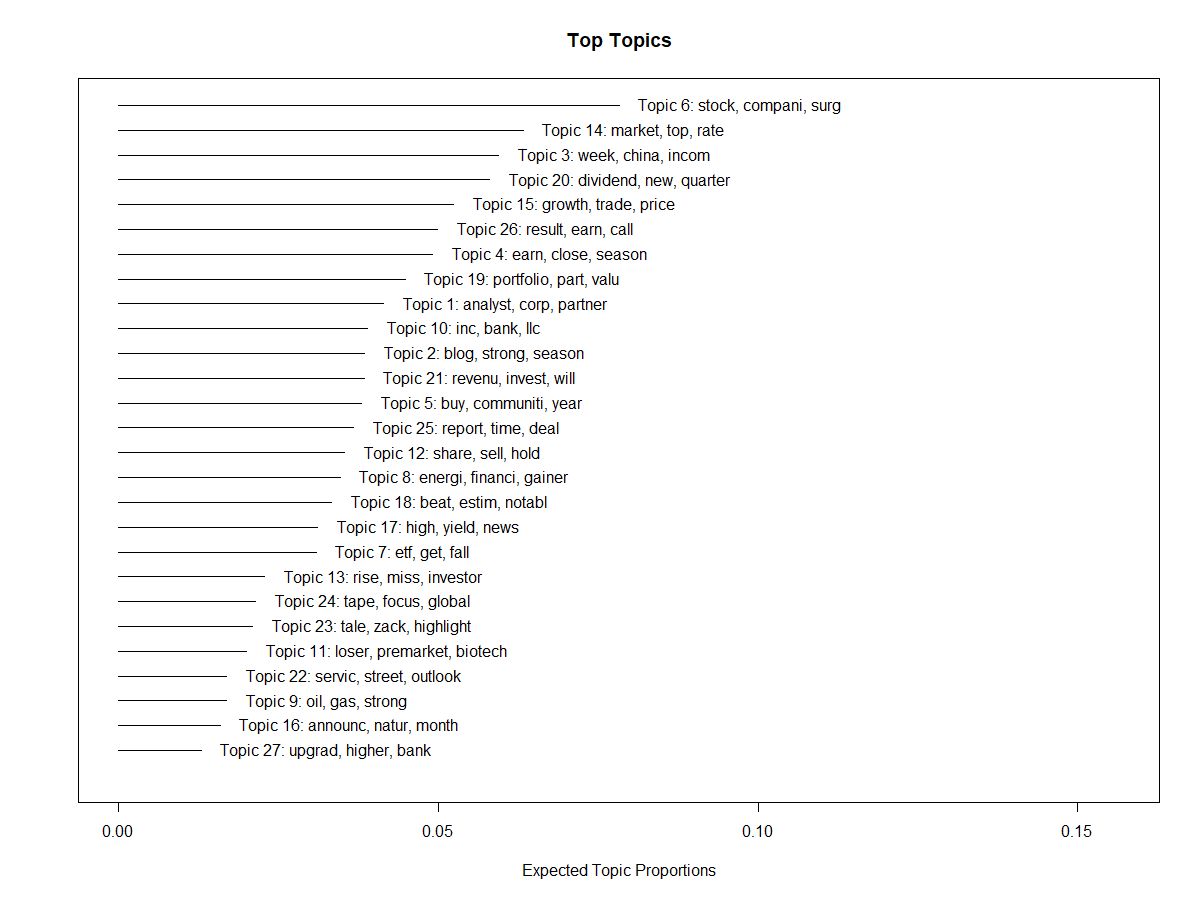 Top Topics
Topic 6: stock, compani, surg
Topic 14: market, top, rate
Topic 3: week, china, incom
Topic 20: dividend, new, quarter
Topic 15: growth, trade, price
Topic 26: result, earn, call
Topic 4: earn, close, season
Topic 19: portfolio, part, valu
Topic 1: analyst, corp, partner
Topic 10: inc, bank, llc
Topic 2: blog, strong, season
Topic 21: revenu, invest, will
Topic 5: buy, communiti, year
Topic 25: report, time, deal
Topic 12: share, sell, hold
Topic 8: energi, financi, gainer
Topic 18: beat, estim, notabl
Topic 17: high, yield, news
Topic 7: etf, get, fall
Topic 13: rise, miss, investor
Topic 24: tape, focus, global
Topic 23: tale, zack, highlight
Topic 11: loser, premarket, biotech
Topic 22: servic, street, outlook
Topic 9: oil, gas, strong
Topic 16: announc, natur, month
Topic 27: upgrad, higher, bank
0.00 0.05 0.10 0.15
Expected Topic Proportions